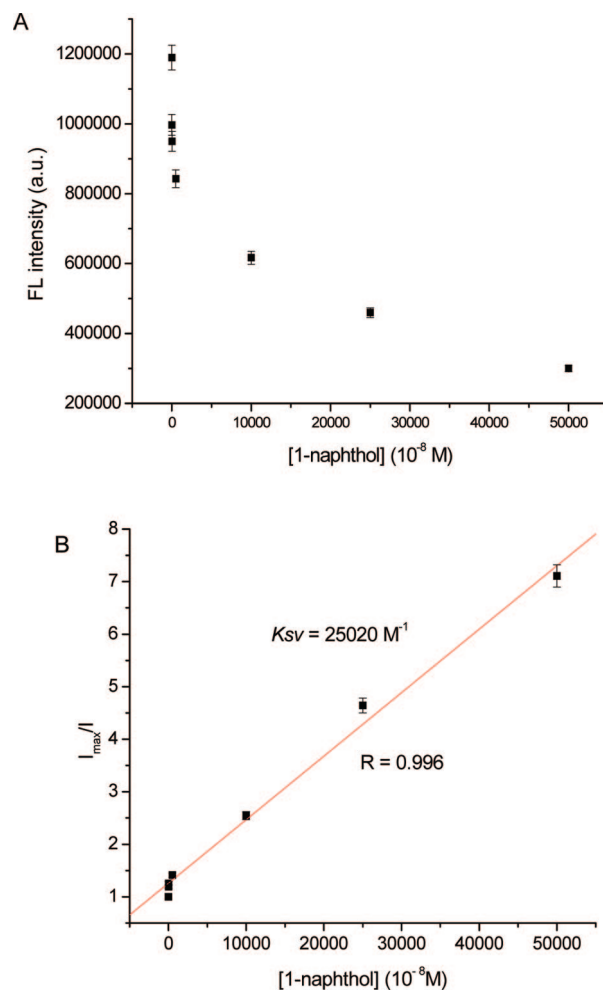 A
1200000
1000000
800000
600000
400000
200000
FL intensity (a.u.)
0 10000 20000 30000 40000 50000
[1-naphthol] (10⁻⁸ M)
B
8
7
6
5
4
3
2
1
I_max/I
Ksv = 25020 M⁻¹
R = 0.996
0 10000 20000 30000 40000 50000
[1-naphthol] (10⁻⁸M)